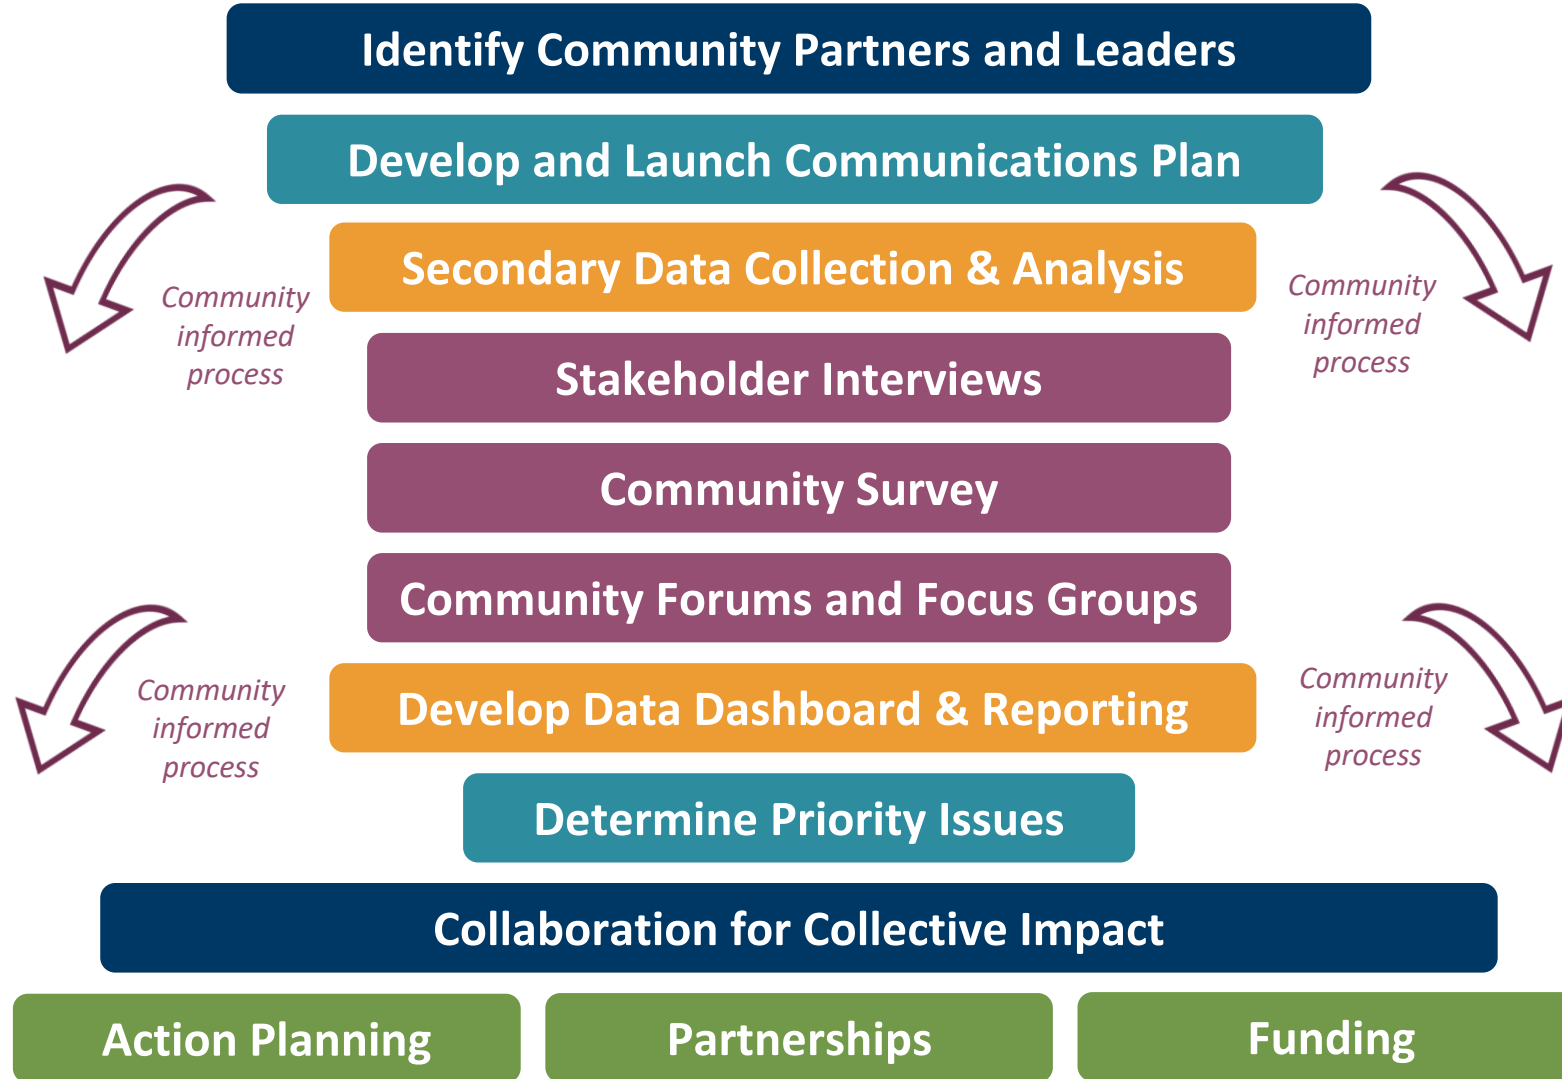 Identify Community Partners and Leaders
Develop and Launch Communications Plan
Secondary Data Collection & Analysis
Community
informed
process
Community
informed
process
Stakeholder Interviews
Community Survey
Community Forums and Focus Groups
Develop Data Dashboard & Reporting
Community
informed
process
Community
informed
process
Determine Priority Issues
Collaboration for Collective Impact
Action Planning
Partnerships
Funding